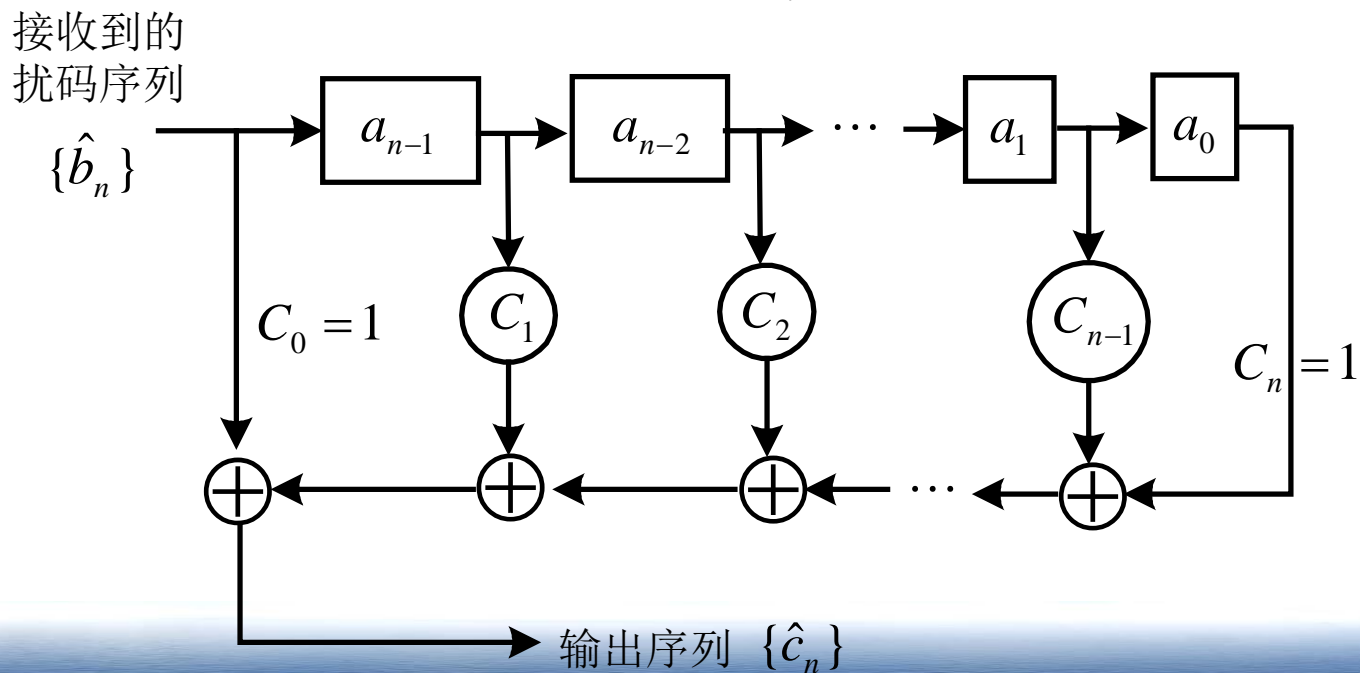 接收到的
扰码序列
{b̂ₙ}
aₙ₋₁
aₙ₋₂
···
a₁
a₀
C₀ = 1
C₁
C₂
Cₙ₋₁
Cₙ = 1
···
输出序列 {ĉₙ}